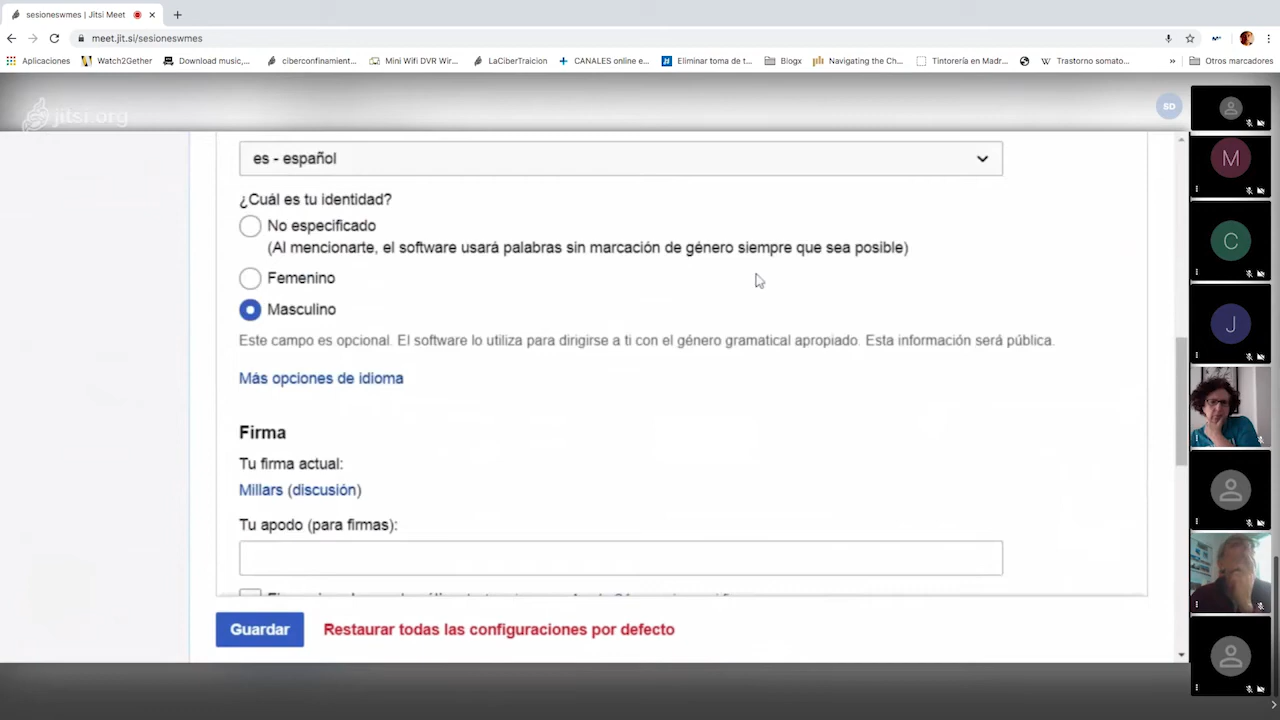 sesioneswmes | Jitsi Meet
meet.jit.si/sesioneswmes
Aplicaciones
Watch2Gether
Download music,...
ciberconfinamient...
Mini Wifi DVR Wir...
LaCiberTraicion
CANALES online e...
Eliminar toma de t...
Blogx
Navigating the Ch...
Tintorería en Madr...
Trastorno somato...
»
Otros marcadores
jitsi.org
SD
M
C
J
es - español
¿Cuál es tu identidad?
No especificado
(Al mencionarte, el software usará palabras sin marcación de género siempre que sea posible)
Femenino
Masculino
Este campo es opcional. El software lo utiliza para dirigirse a ti con el género gramatical apropiado. Esta información será pública.
Más opciones de idioma
Firma
Tu firma actual:
Millars (discusión)
Tu apodo (para firmas):
Guardar
Restaurar todas las configuraciones por defecto